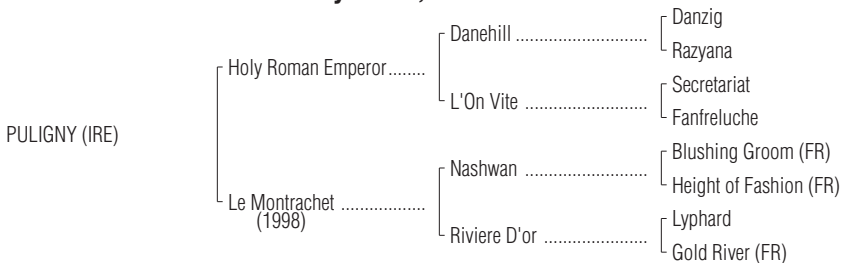 Danzig
Danehill ............................
Razyana
Holy Roman Emperor........
Secretariat
L'On Vite ..........................
Fanfreluche
PULIGNY (IRE)
Blushing Groom (FR)
Nashwan ..........................
Height of Fashion (FR)
Le Montrachet ..................
(1998)
Lyphard
Riviere D'or ......................
Gold River (FR)